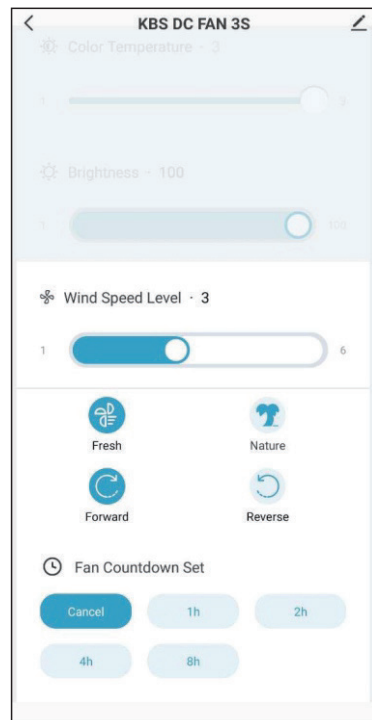 KBS DC FAN 3S
Color Temperature · 3
1 3
Brightness · 100
1 100
Wind Speed Level · 3
1 6
Fresh Nature
Forward Reverse
Fan Countdown Set
Cancel 1h 2h
4h 8h